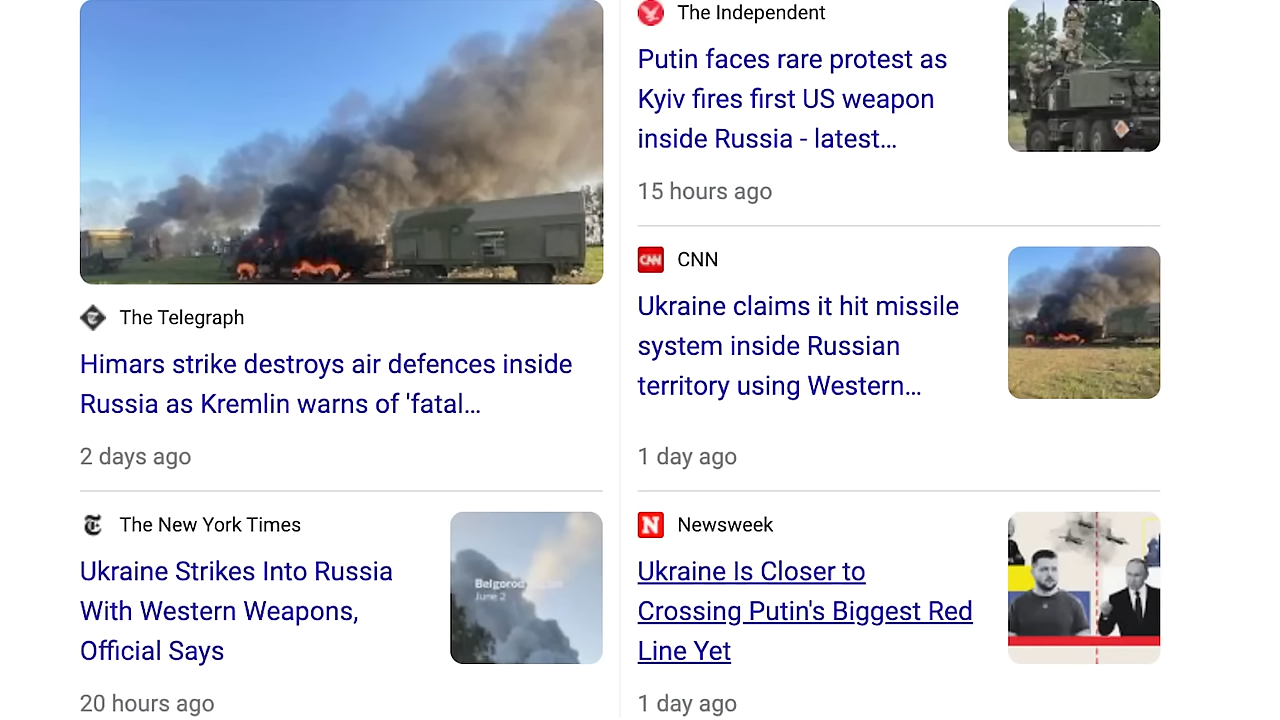 The Telegraph
Himars strike destroys air defences inside
Russia as Kremlin warns of 'fatal...
2 days ago
The New York Times
Ukraine Strikes Into Russia
With Western Weapons,
Official Says
20 hours ago
Belgorod
June 2
The Independent
Putin faces rare protest as
Kyiv fires first US weapon
inside Russia - latest...
15 hours ago
CNN
CNN
Ukraine claims it hit missile
system inside Russian
territory using Western...
1 day ago
N
Newsweek
Ukraine Is Closer to
Crossing Putin's Biggest Red
Line Yet
1 day ago